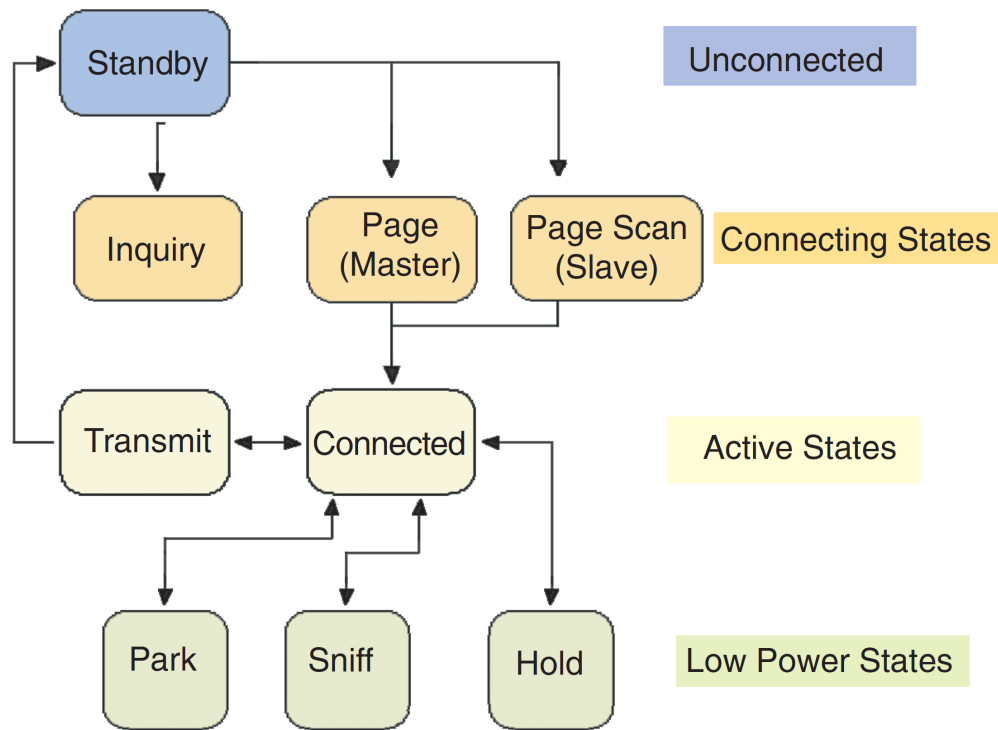 Standby
Unconnected
Inquiry
Page
(Master)
Page Scan
(Slave)
Connecting States
Transmit
Connected
Active States
Park
Sniff
Hold
Low Power States